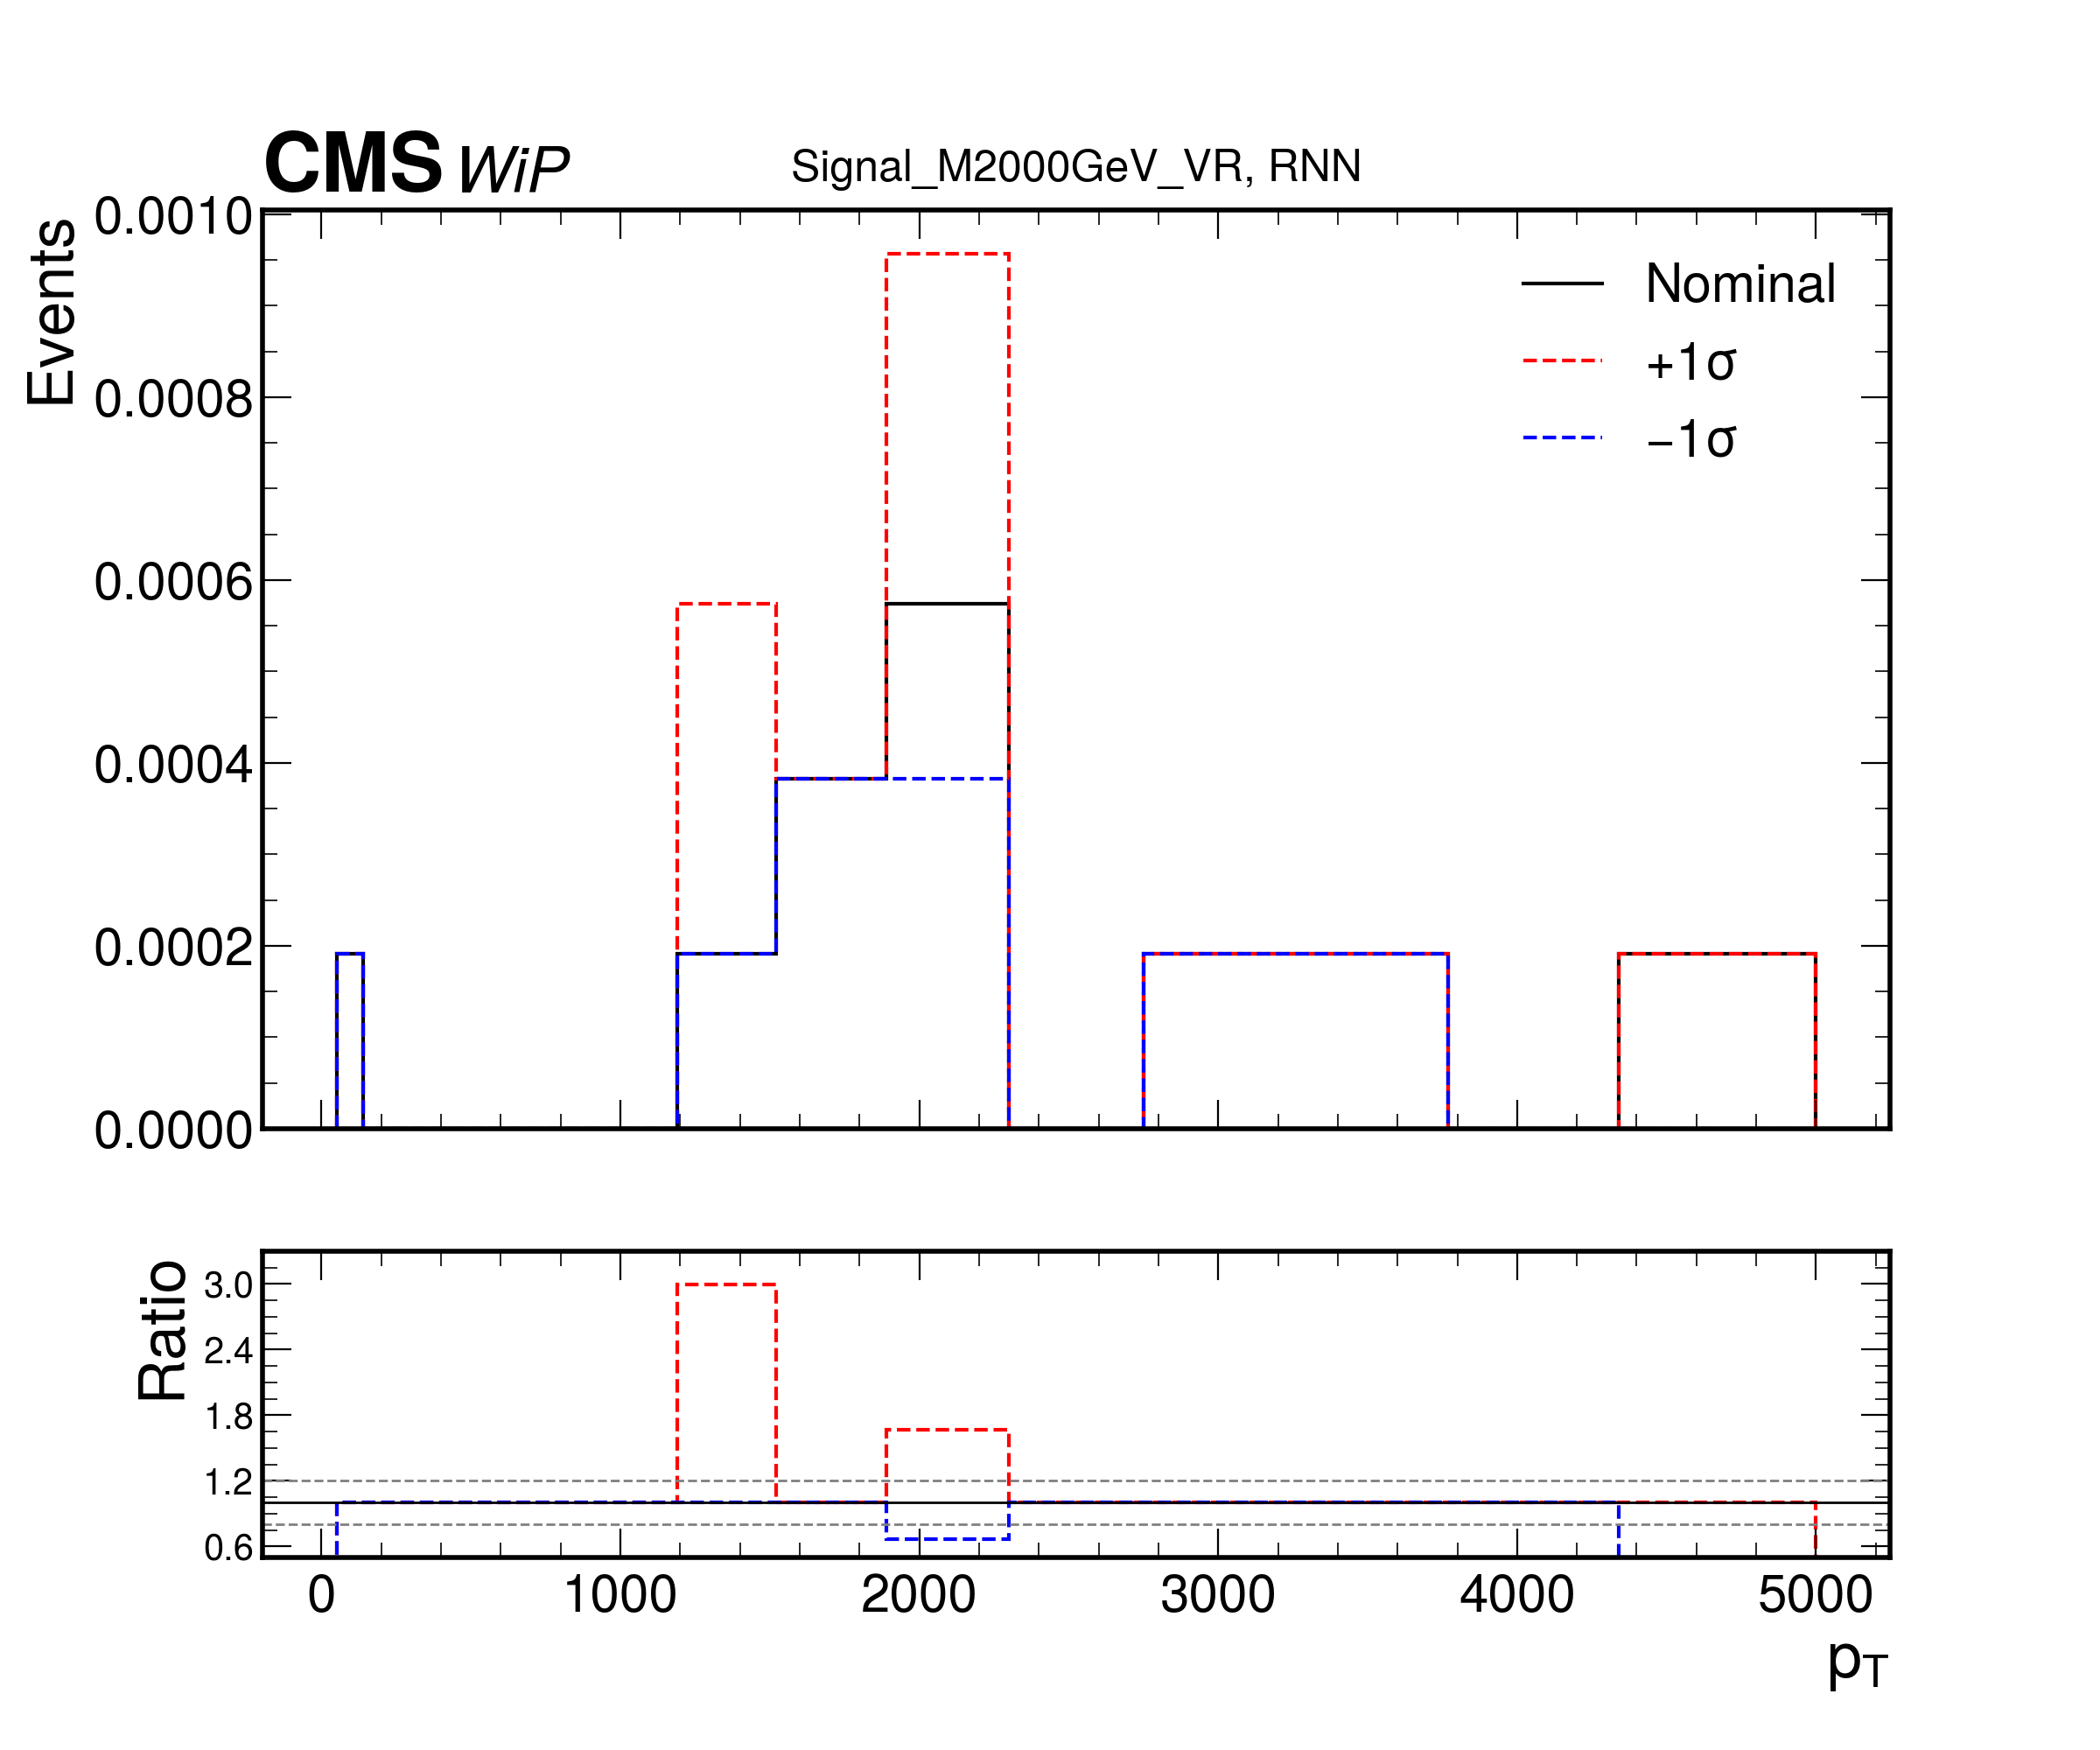 CMS WiP
Signal_M2000GeV_VR, RNN
Events
0.0010
0.0008
0.0006
0.0004
0.0002
0.0000
Nominal
+1σ
−1σ
Ratio
3.0
2.4
1.8
1.2
0.6
0 1000 2000 3000 4000 5000
pT